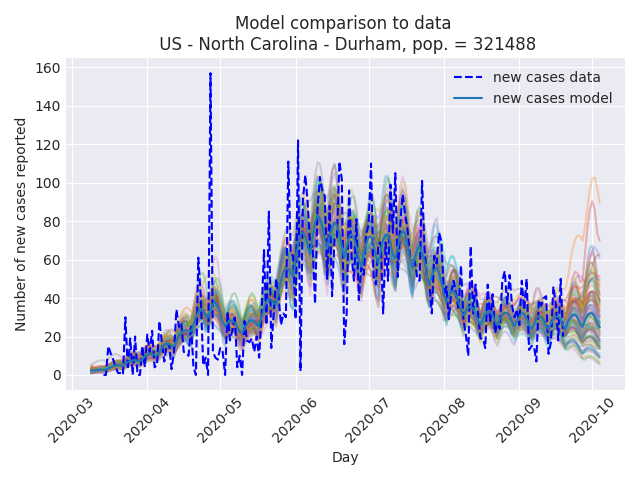 Model comparison to data
US - North Carolina - Durham, pop. = 321488
160
140
120
100
80
60
40
20
0
Number of new cases reported
new cases data
new cases model
2020-03
2020-04
2020-05
2020-06
2020-07
2020-08
2020-09
2020-10
Day